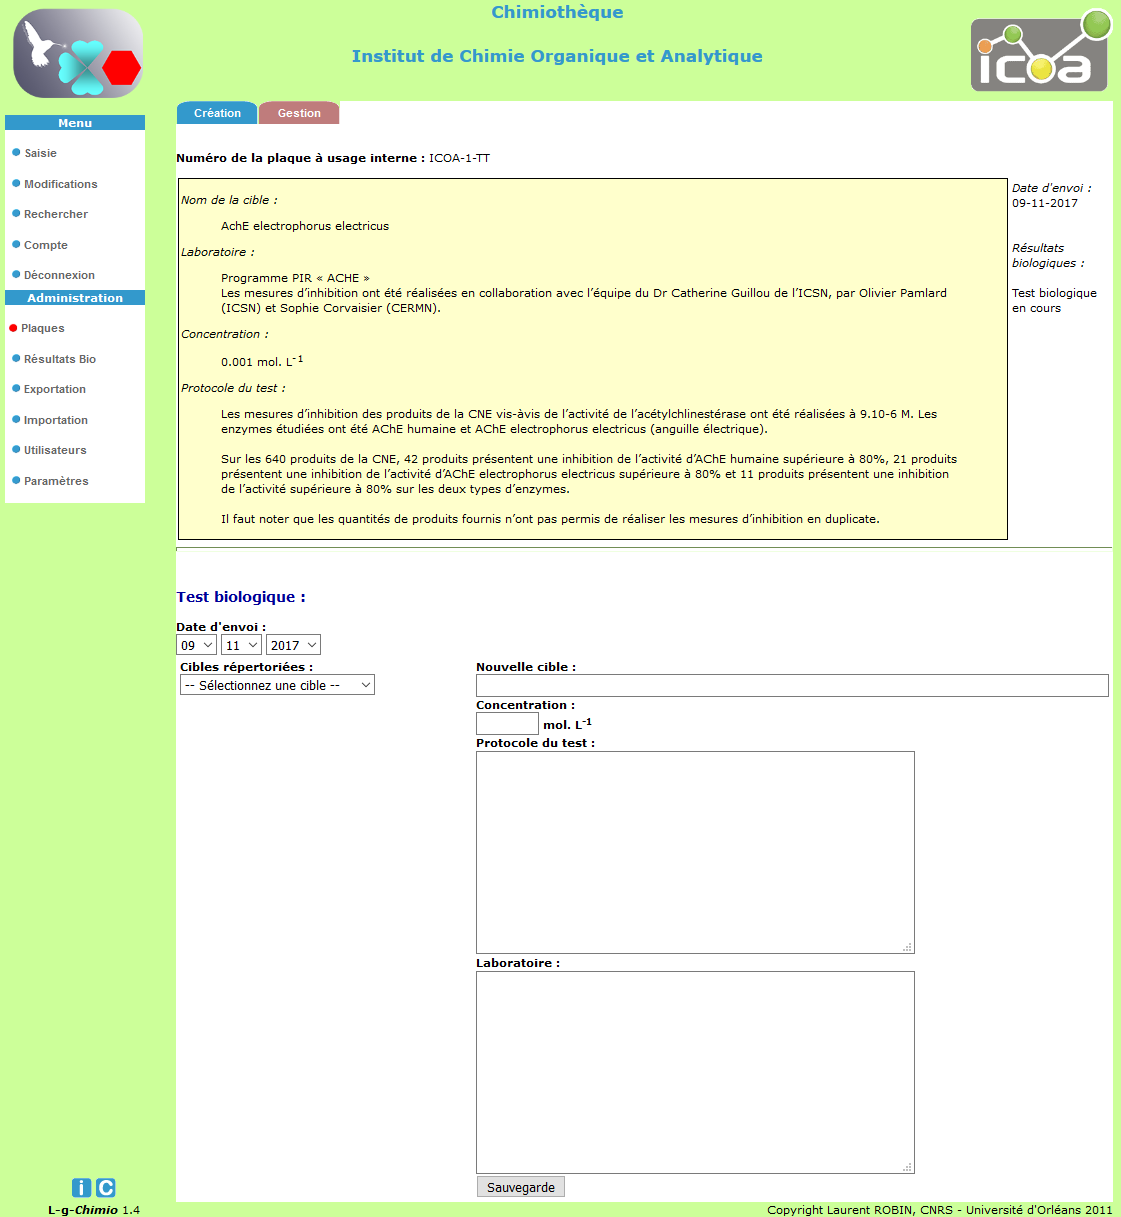 Chimiothèque
Institut de Chimie Organique et Analytique
icoa
Menu
Saisie
Modifications
Rechercher
Compte
Déconnexion
Administration
Plaques
Résultats Bio
Exportation
Importation
Utilisateurs
Paramètres
Création
Gestion
Numéro de la plaque à usage interne : ICOA-1-TT
Nom de la cible :
AchE electrophorus electricus
Laboratoire :
Programme PIR « ACHE »
Les mesures d’inhibition ont été réalisées en collaboration avec l’équipe du Dr Catherine Guillou de l’ICSN, par Olivier Pamlard
(ICSN) et Sophie Corvaisier (CERMN).
Concentration :
0.001 mol. L-1
Protocole du test :
Les mesures d’inhibition des produits de la CNE vis-àvis de l’activité de l’acétylchlinestérase ont été réalisées à 9.10-6 M. Les
enzymes étudiées ont été AChE humaine et AChE electrophorus electricus (anguille électrique).
Sur les 640 produits de la CNE, 42 produits présentent une inhibition de l’activité d’AChE humaine supérieure à 80%, 21 produits
présentent une inhibition de l’activité d’AChE electrophorus electricus supérieure à 80% et 11 produits présentent une inhibition
de l’activité supérieure à 80% sur les deux types d’enzymes.
Il faut noter que les quantités de produits fournis n’ont pas permis de réaliser les mesures d’inhibition en duplicate.
Date d'envoi :
09-11-2017
Résultats
biologiques :
Test biologique
en cours
Test biologique :
Date d'envoi :
09 11 2017
Cibles répertoriées :
-- Sélectionnez une cible --
Nouvelle cible :
Concentration :
mol. L-1
Protocole du test :
Laboratoire :
Sauvegarde
i C
L-g-Chimio 1.4
Copyright Laurent ROBIN, CNRS - Université d'Orléans 2011